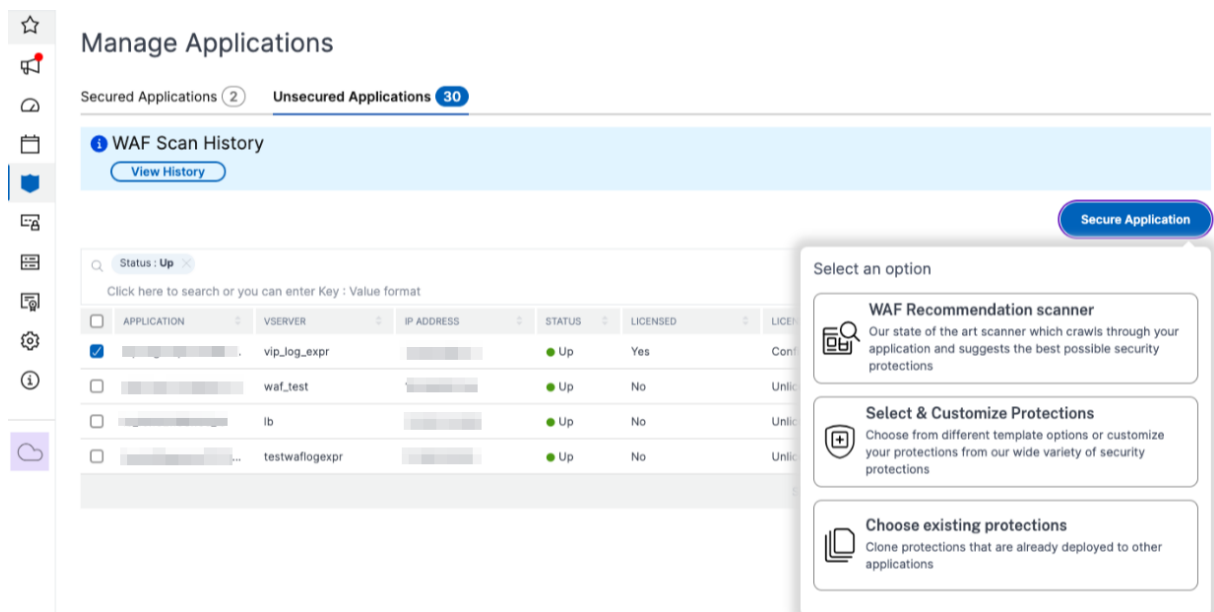 Manage Applications
Secured Applications 2 Unsecured Applications 30
WAF Scan History
View History
Secure Application
Status : Up
Click here to search or you can enter Key : Value format
APPLICATION VSERVER IP ADDRESS STATUS LICENSED
vip_log_expr Up Yes
waf_test Up No
lb Up No
testwaflogexpr Up No
Select an option
WAF Recommendation scanner
Our state of the art scanner which crawls through your
application and suggests the best possible security
protections
Select & Customize Protections
Choose from different template options or customize
your protections from our wide variety of security
protections
Choose existing protections
Clone protections that are already deployed to other
applications